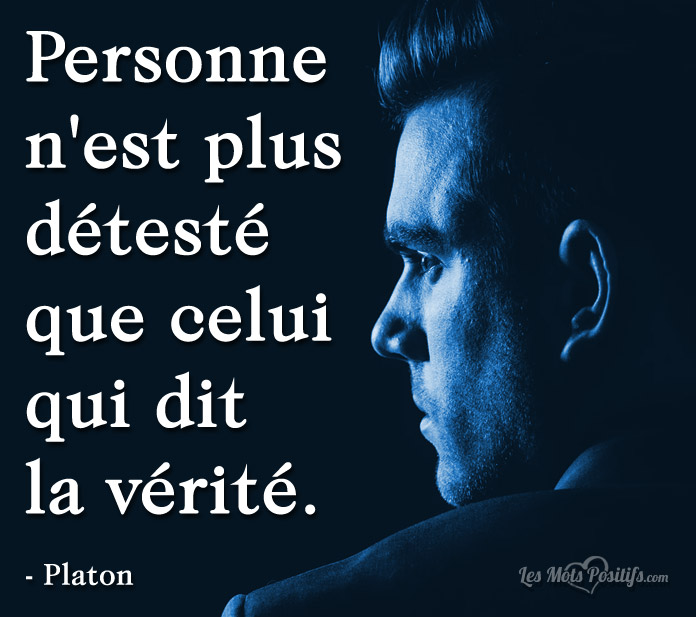 Personne
n'est plus
détesté
que celui
qui dit
la vérité.
- Platon
Les Mots Positifs.com